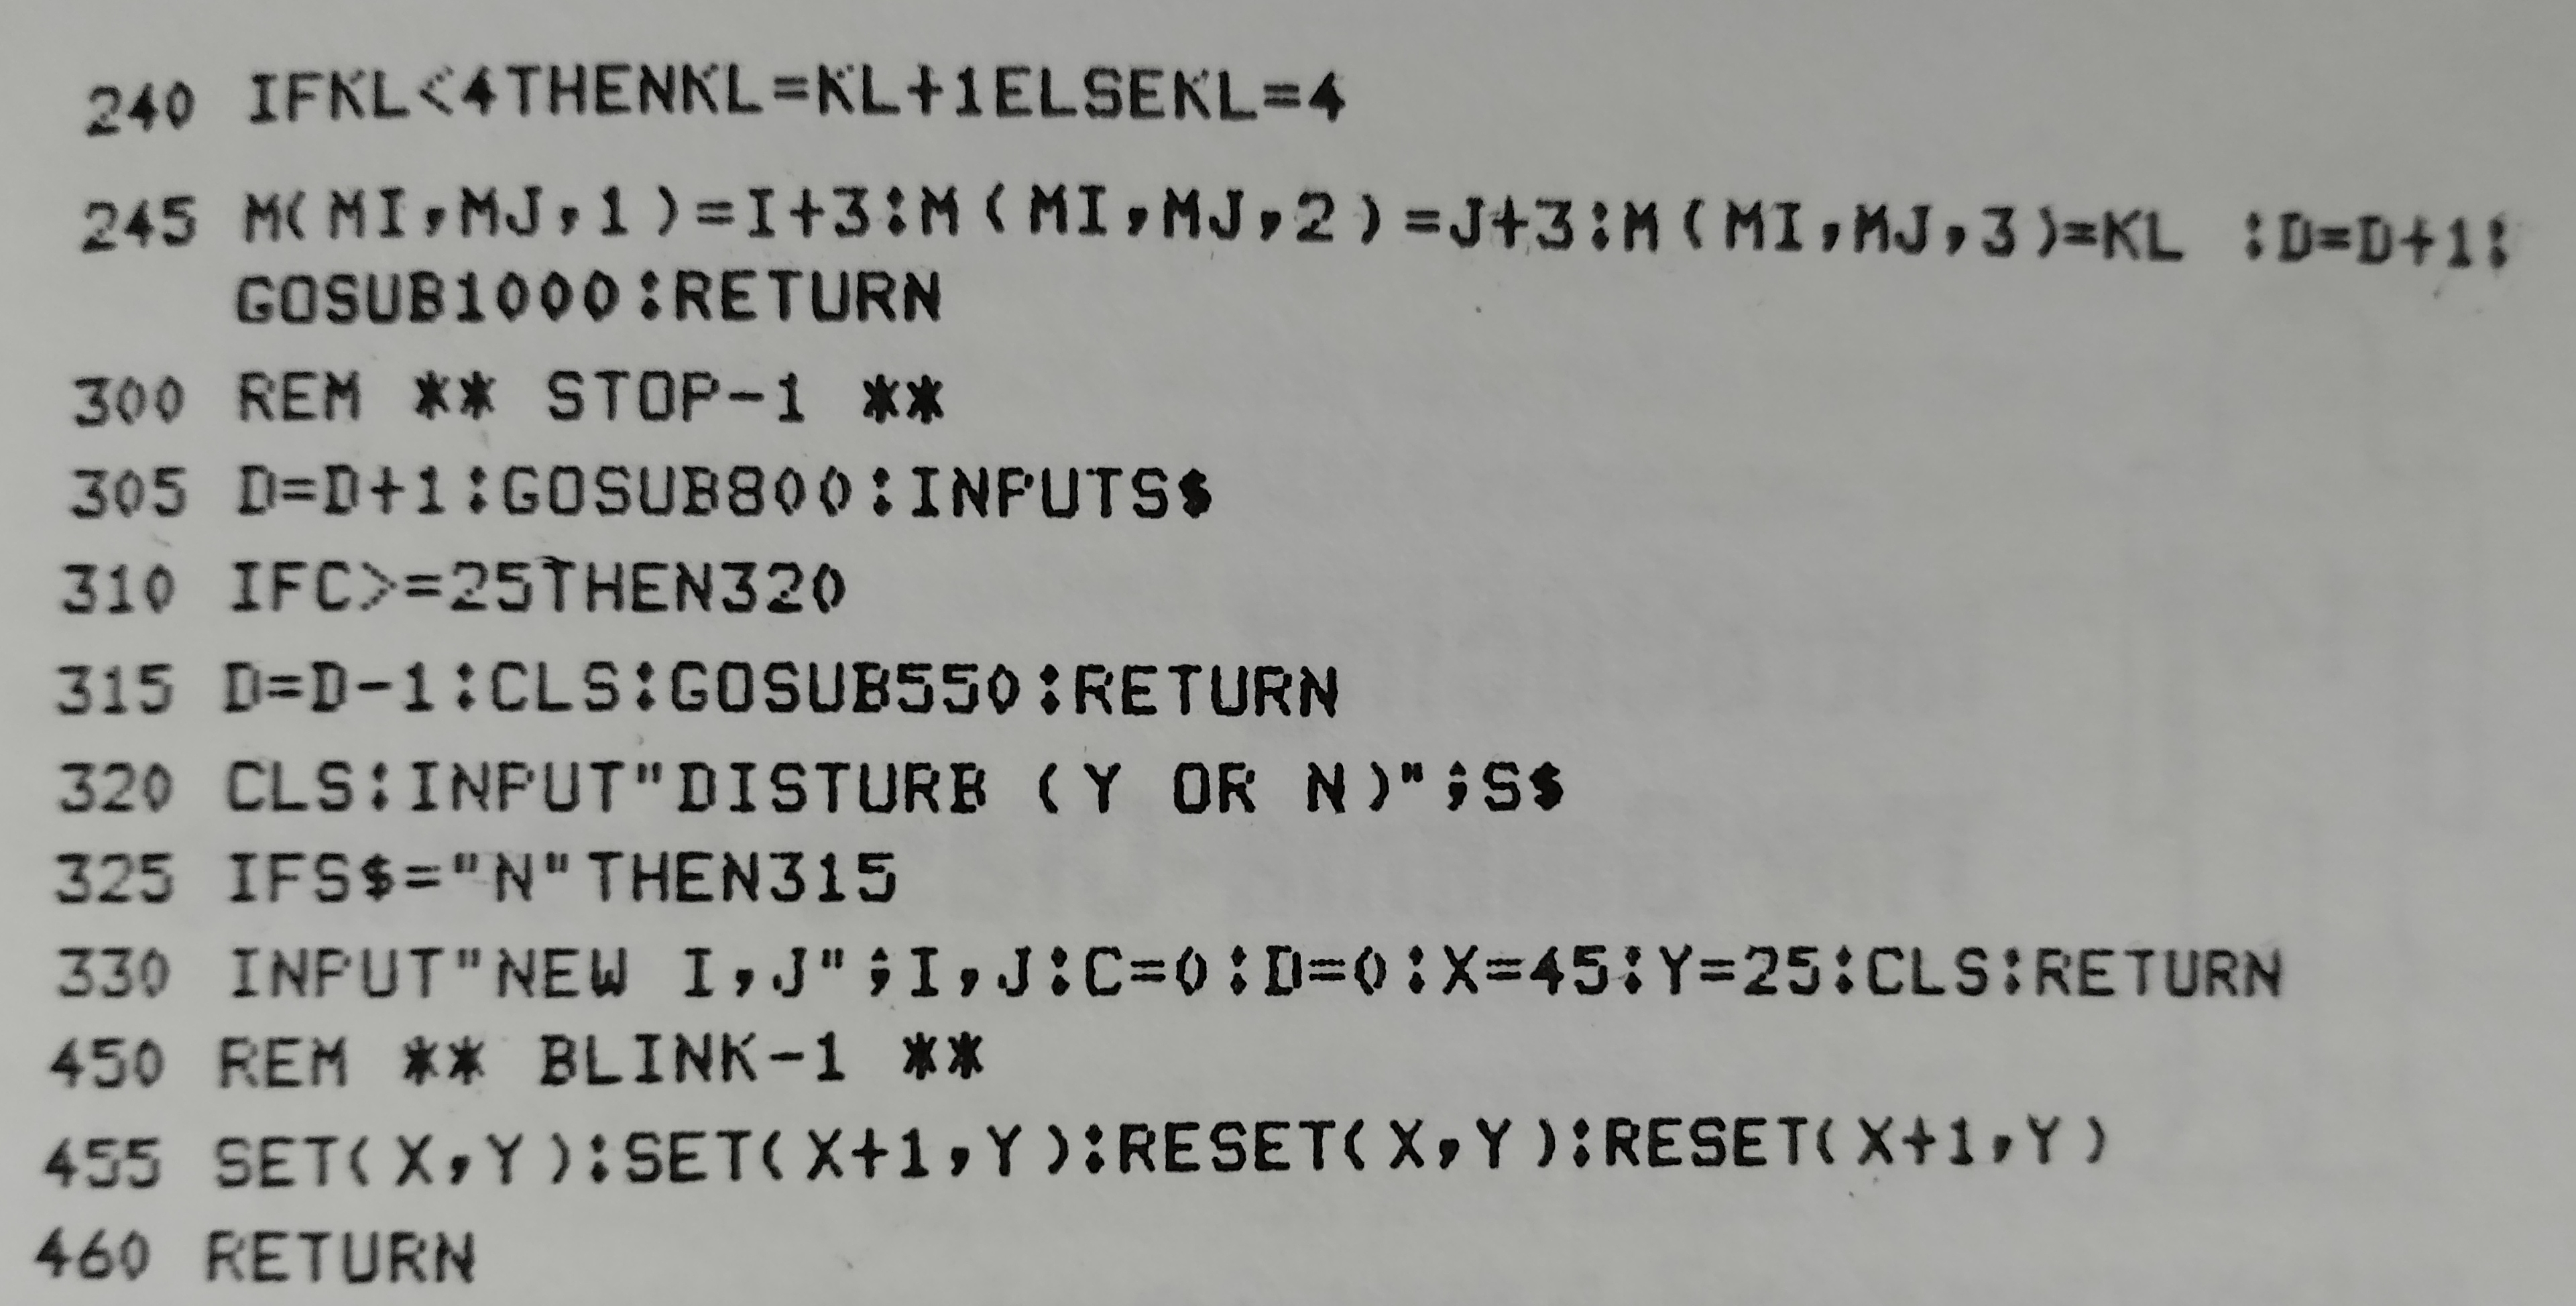 240 IFKL<4THENKL=KL+1ELSEKL=4
245 M(MI,MJ,1)=I+3:M(MI,MJ,2)=J+3:M(MI,MJ,3)=KL :D=D+1:
GOSUB1000:RETURN
300 REM ** STOP-1 **
305 D=D+1:GOSUB800:INPUTS$
310 IFC>=25THEN320
315 D=D-1:CLS:GOSUB550:RETURN
320 CLS:INPUT"DISTURB (Y OR N)";S$
325 IFS$="N"THEN315
330 INPUT"NEW I,J";I,J:C=0:D=0:X=45:Y=25:CLS:RETURN
450 REM ** BLINK-1 **
455 SET(X,Y):SET(X+1,Y):RESET(X,Y):RESET(X+1,Y)
460 RETURN